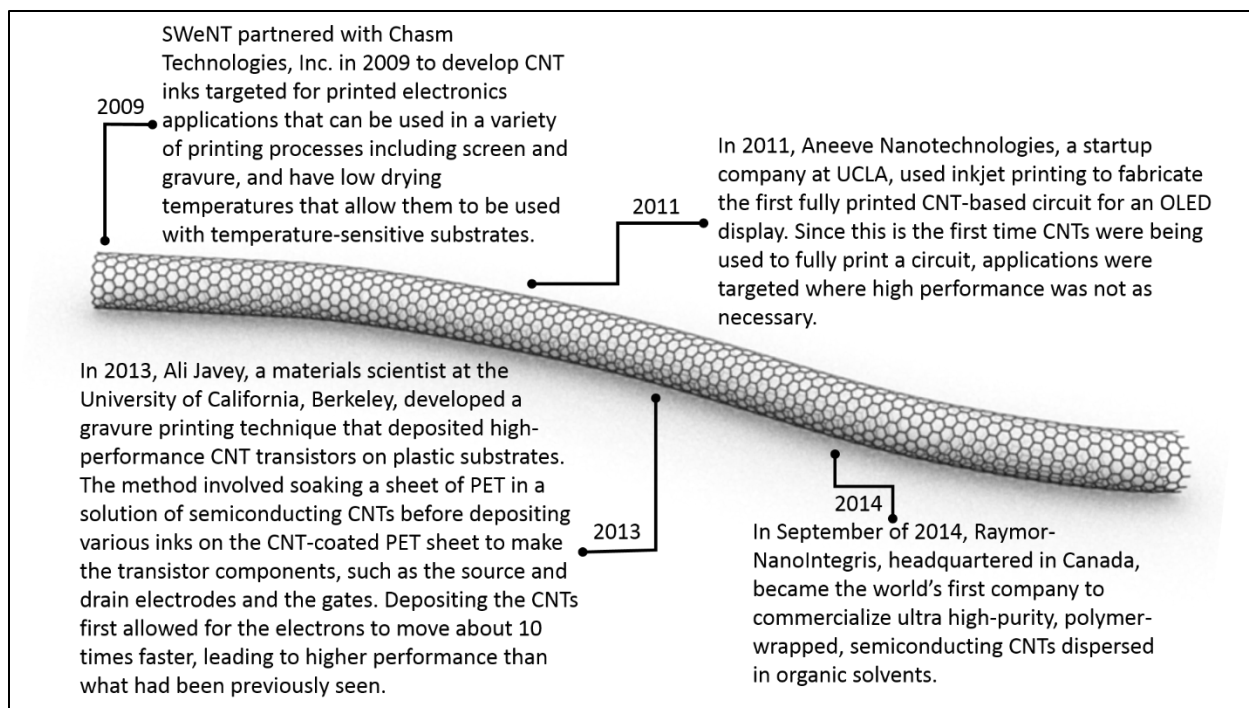 SWeNT partnered with Chasm
Technologies, Inc. in 2009 to develop CNT
inks targeted for printed electronics
applications that can be used in a variety
of printing processes including screen and
gravure, and have low drying
temperatures that allow them to be used
with temperature-sensitive substrates.
2009
In 2011, Aneeve Nanotechnologies, a startup
company at UCLA, used inkjet printing to fabricate
the first fully printed CNT-based circuit for an OLED
display. Since this is the first time CNTs were being
used to fully print a circuit, applications were
targeted where high performance was not as
necessary.
2011
In 2013, Ali Javey, a materials scientist at the
University of California, Berkeley, developed a
gravure printing technique that deposited high-
performance CNT transistors on plastic substrates.
The method involved soaking a sheet of PET in a
solution of semiconducting CNTs before depositing
various inks on the CNT-coated PET sheet to make
the transistor components, such as the source and
drain electrodes and the gates. Depositing the CNTs
first allowed for the electrons to move about 10
times faster, leading to higher performance than
what had been previously seen.
2013
2014
In September of 2014, Raymor-
NanoIntegris, headquartered in Canada,
became the world's first company to
commercialize ultra high-purity, polymer-
wrapped, semiconducting CNTs dispersed
in organic solvents.